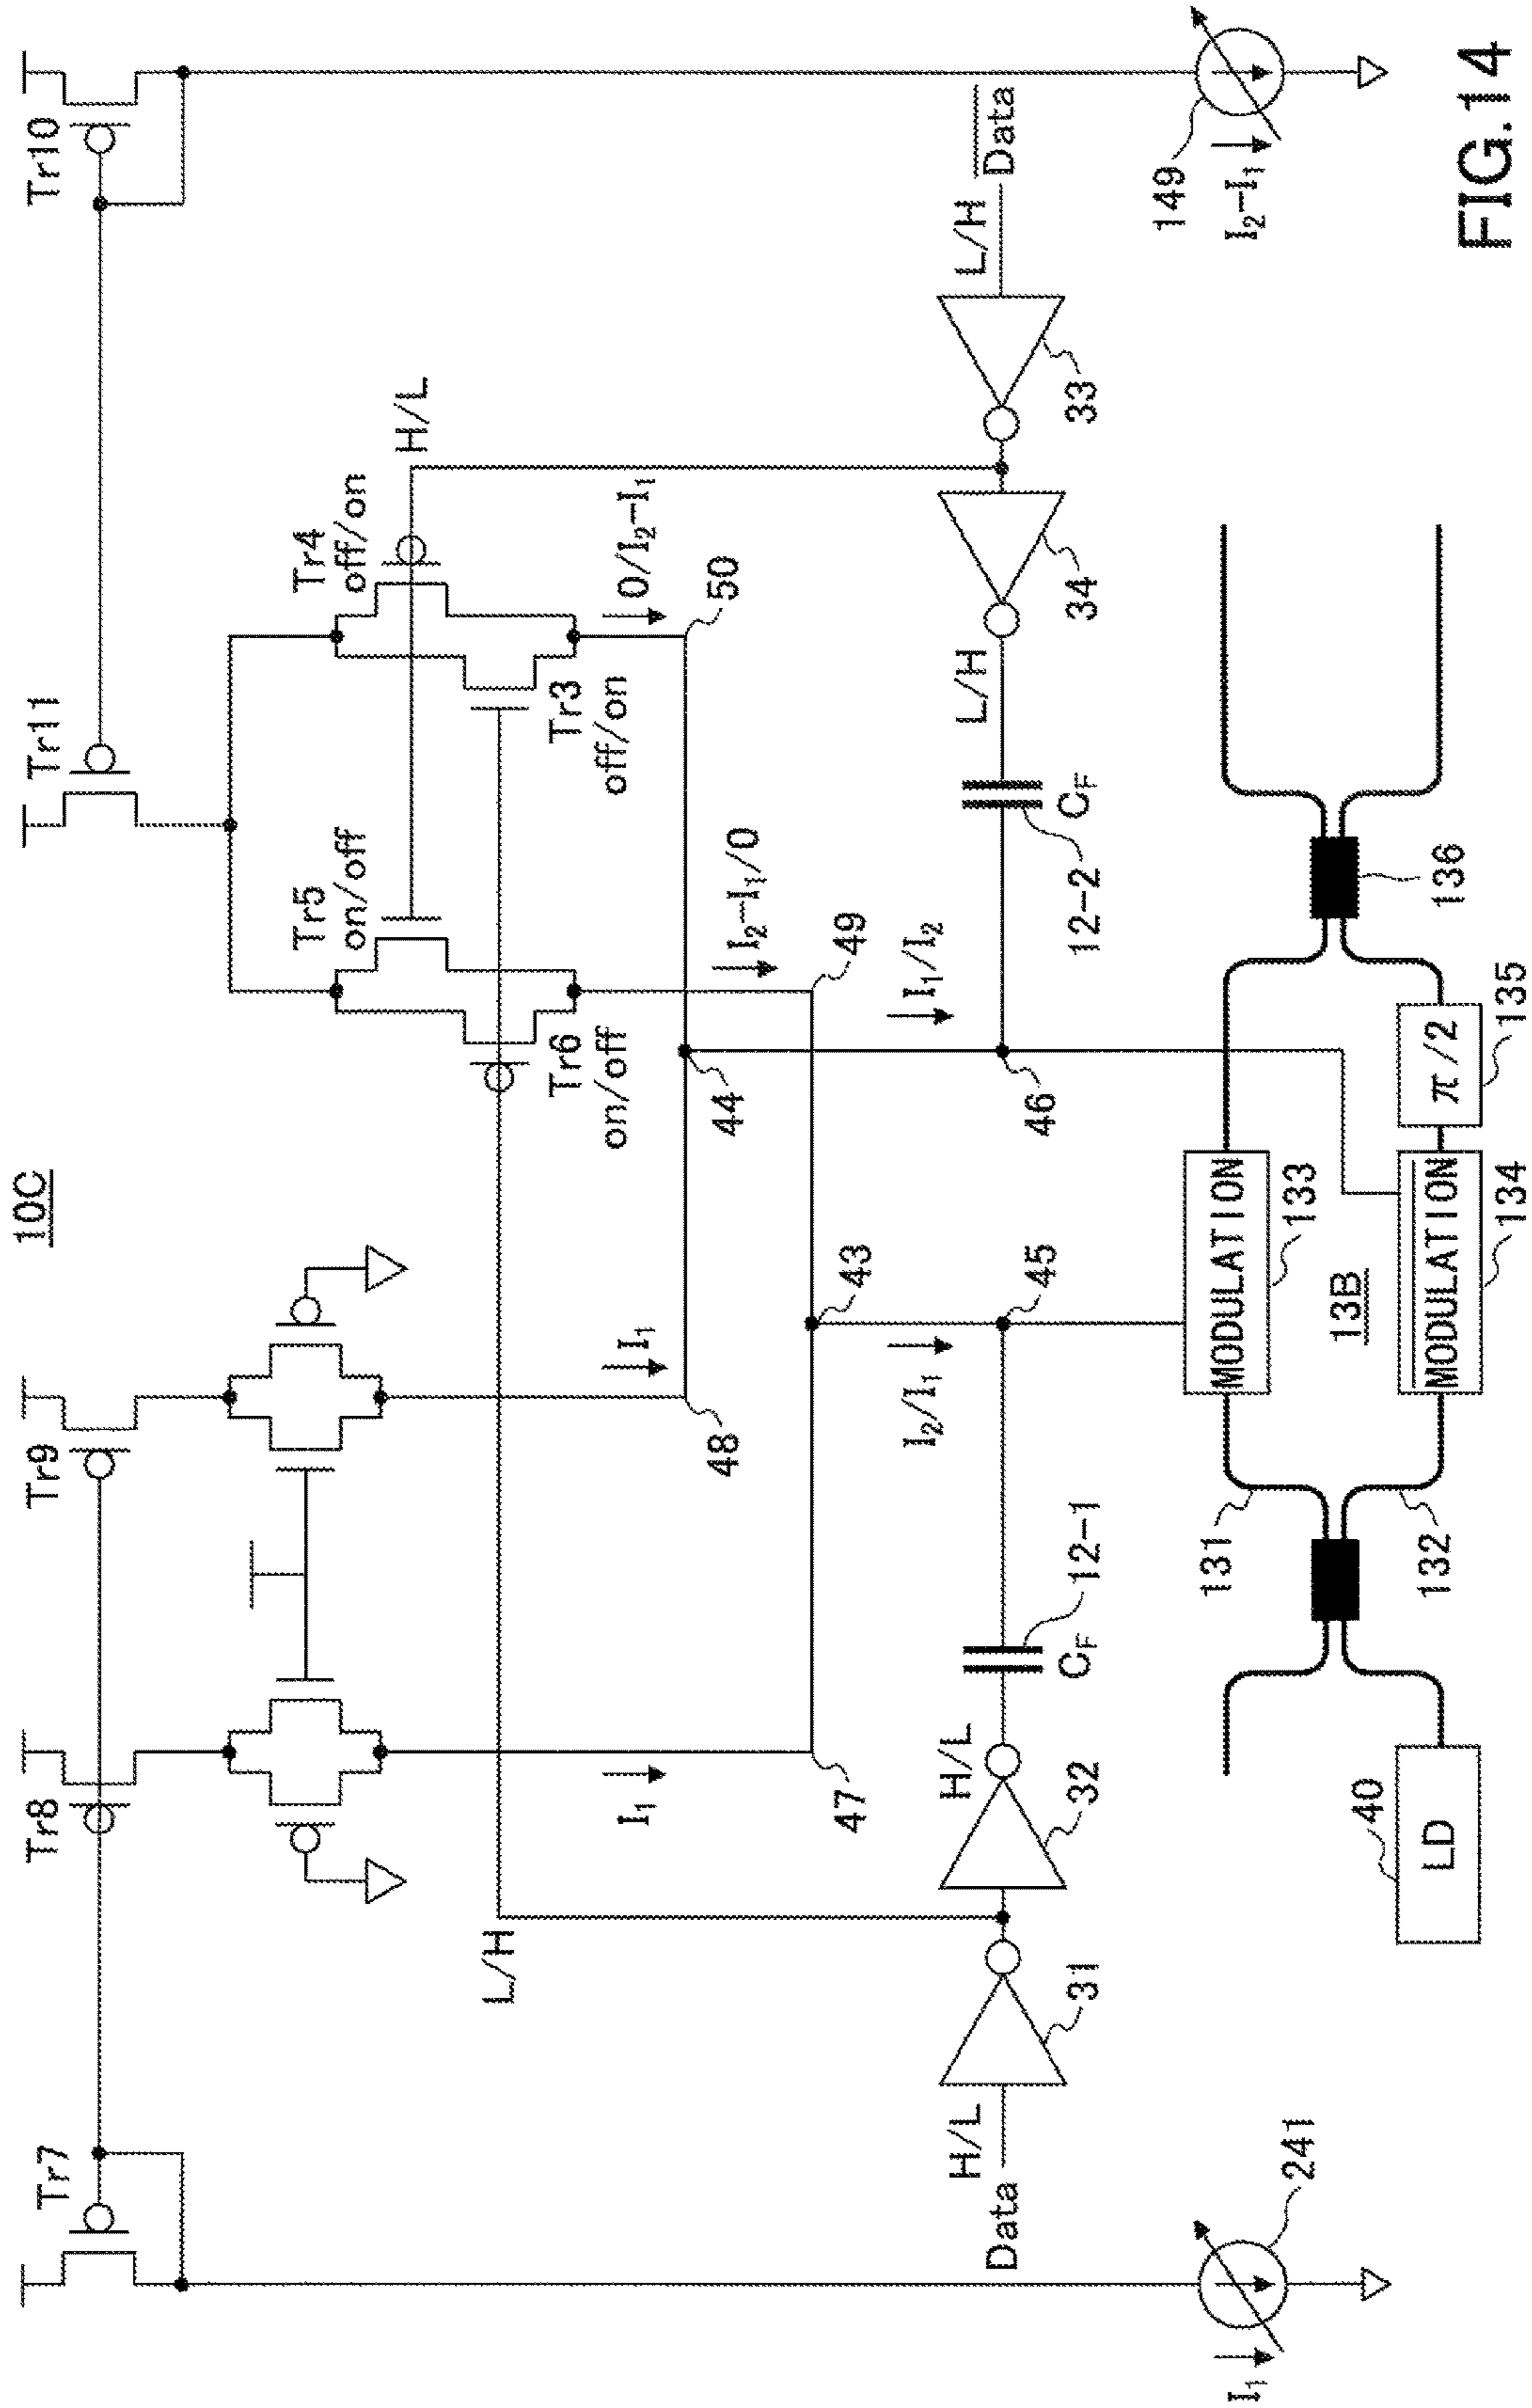 10C
Tr7
Tr8
Tr9
Tr11
Tr10
Tr5
on/off
Tr4
off/on
H/L
Tr6
on/off
Tr3
off/on
0/I₂-I₁
L/H
I₁
I₁
47
48
44
50
I₂-I₁/0
43
49
I₂/I₁
I₁/I₂
Data
H/L
31
H/L
32
C_F
12-1
45
46
12-2
C_F
L/H
34
33
L/H
D̅a̅t̅a̅
I₁
241
149
I₂-I₁
131
MODULATION
133
13B
40
LD
132
M̅O̅D̅U̅L̅A̅T̅I̅O̅N̅
134
π/2
135
136
FIG.14